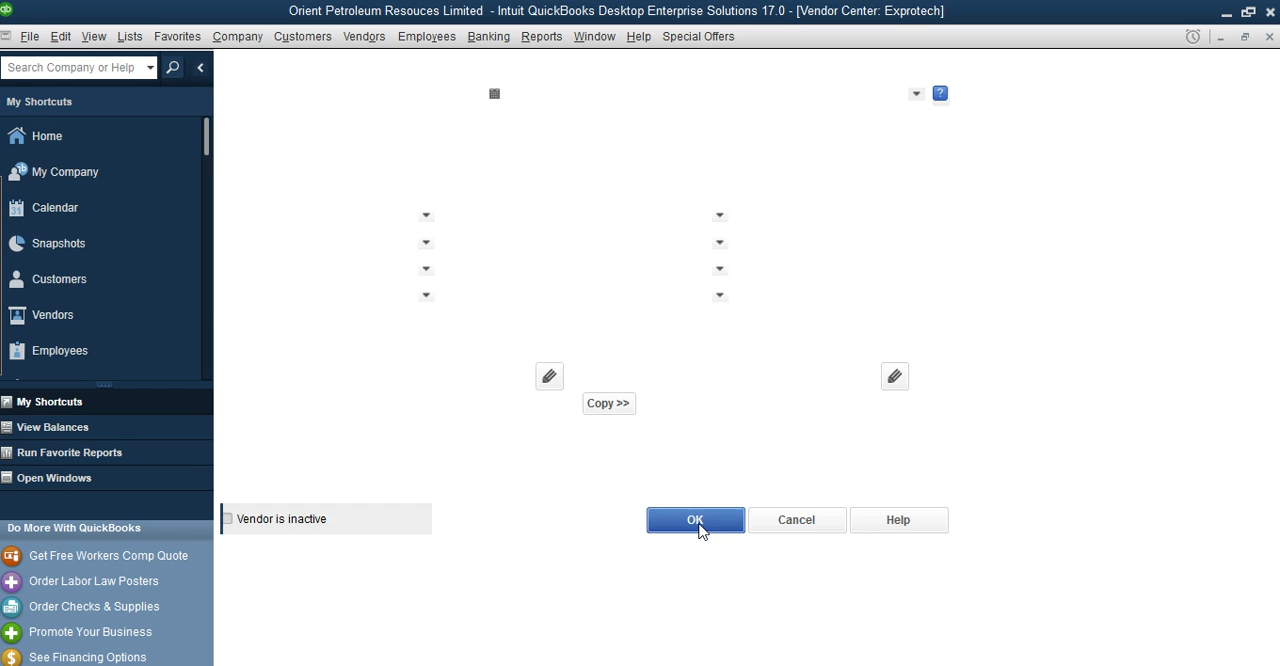 qb Orient Petroleum Resouces Limited - Intuit QuickBooks Desktop Enterprise Solutions 17.0 - [Vendor Center: Exprotech]
File Edit View Lists Favorites Company Customers Vendors Employees Banking Reports Window Help Special Offers
Search Company or Help
My Shortcuts
Home
My Company
31 Calendar
Snapshots
Customers
Vendors
Employees
Copy >>
My Shortcuts
View Balances
Run Favorite Reports
Open Windows
Vendor is inactive
OK Cancel Help
Do More With QuickBooks
Get Free Workers Comp Quote
Order Labor Law Posters
Order Checks & Supplies
Promote Your Business
See Financing Options